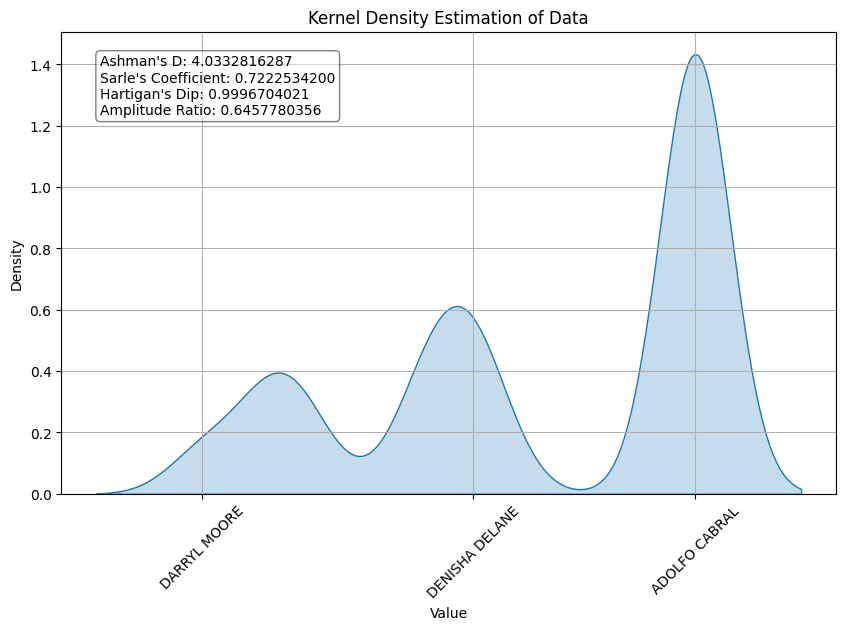 Kernel Density Estimation of Data
Ashman's D: 4.0332816287
Sarle's Coefficient: 0.7222534200
Hartigan's Dip: 0.9996704021
Amplitude Ratio: 0.6457780356
1.4
1.2
1.0
0.8
0.6
0.4
0.2
0.0
Density
DARRYL MOORE
DENISHA DELANE
ADOLFO CABRAL
Value